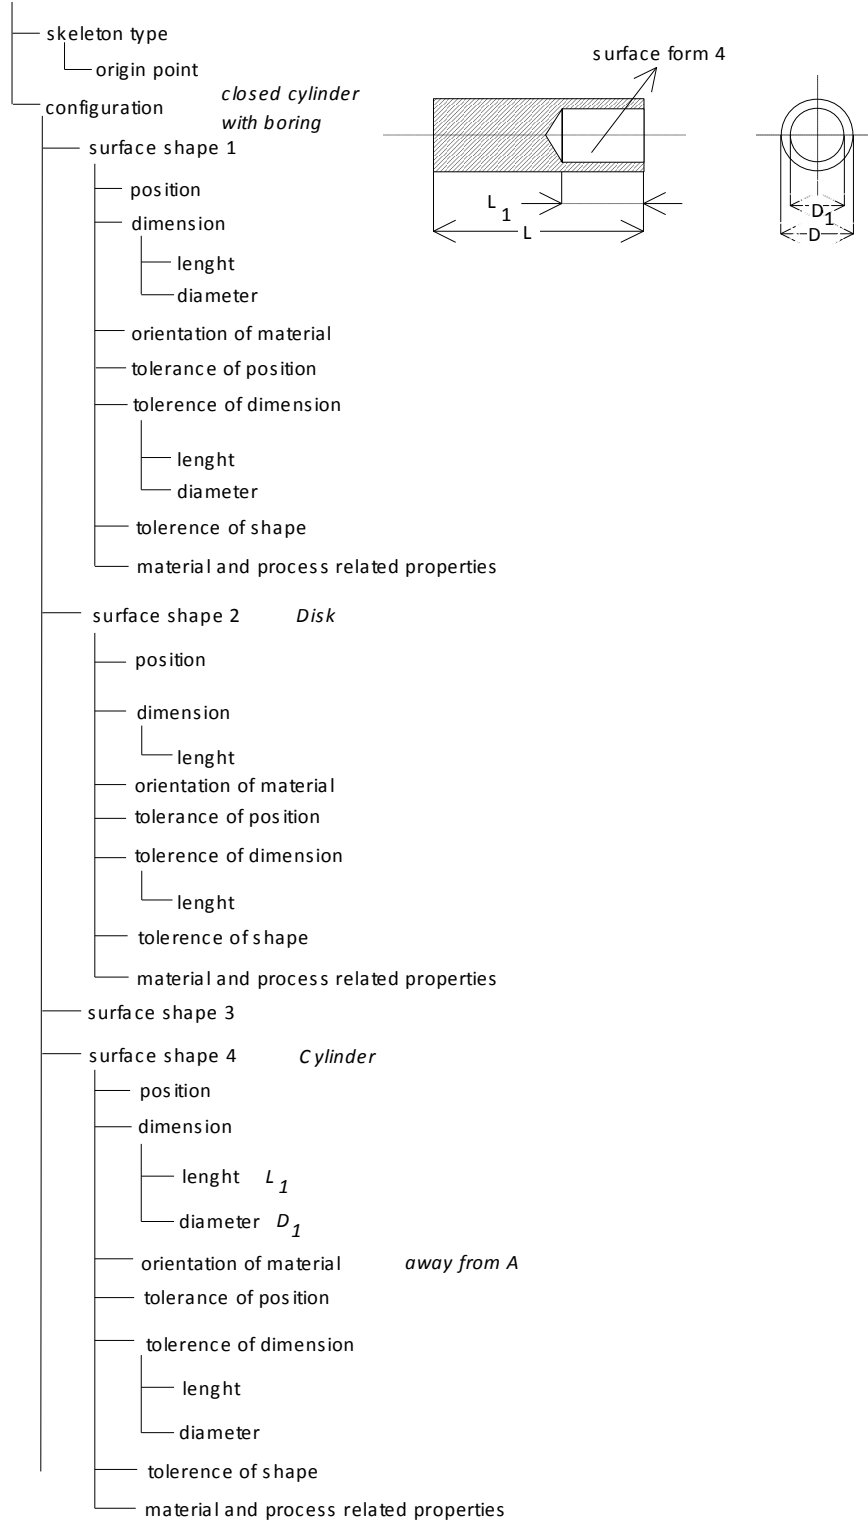 skeleton type
origin point
configuration
closed cylinder
with boring
surface form 4
L
1
L
D
1
D
surface shape 1
position
dimension
lenght
diameter
orientation of material
tolerance of position
tolerence of dimension
lenght
diameter
tolerence of shape
material and process related properties
surface shape 2 Disk
position
dimension
lenght
orientation of material
tolerance of position
tolerence of dimension
lenght
tolerence of shape
material and process related properties
surface shape 3
surface shape 4 Cylinder
position
dimension
lenght L1
diameter D1
orientation of material away from A
tolerance of position
tolerence of dimension
lenght
diameter
tolerence of shape
material and process related properties